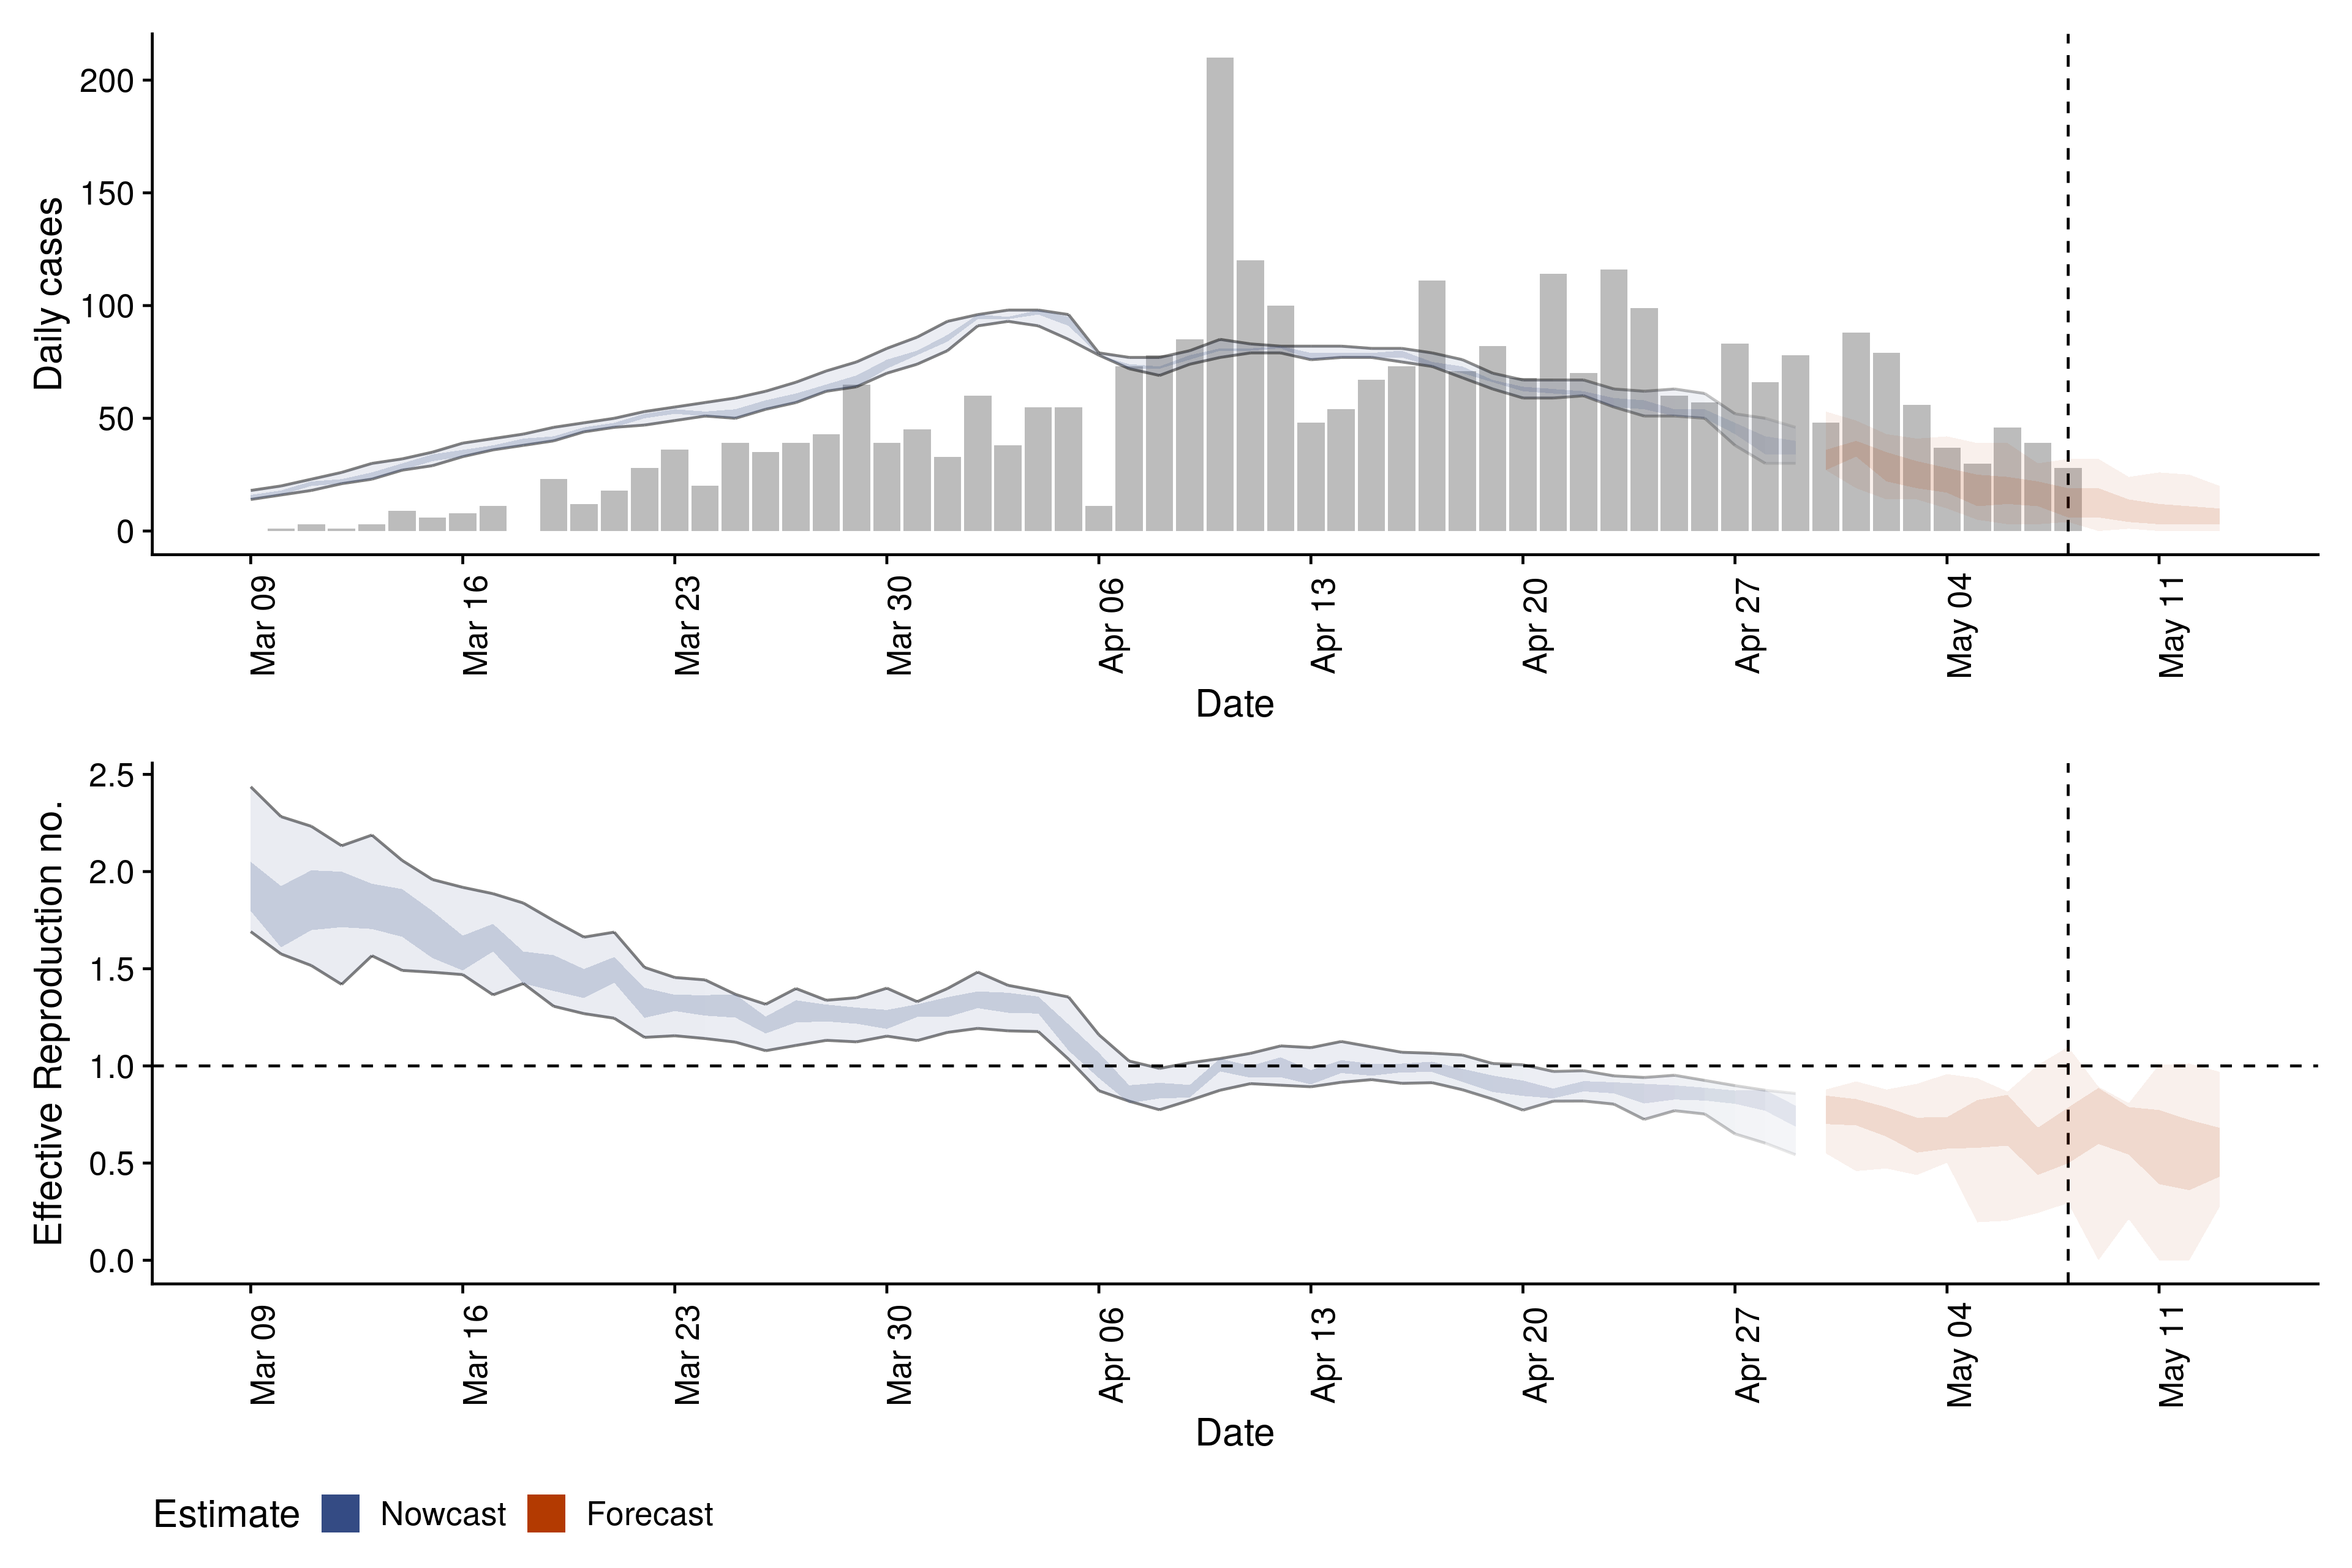 Daily cases
200
150
100
50
0
Mar 09
Mar 16
Mar 23
Mar 30
Apr 06
Apr 13
Apr 20
Apr 27
May 04
May 11
Date
Effective Reproduction no.
2.5
2.0
1.5
1.0
0.5
0.0
Mar 09
Mar 16
Mar 23
Mar 30
Apr 06
Apr 13
Apr 20
Apr 27
May 04
May 11
Date
Estimate Nowcast Forecast